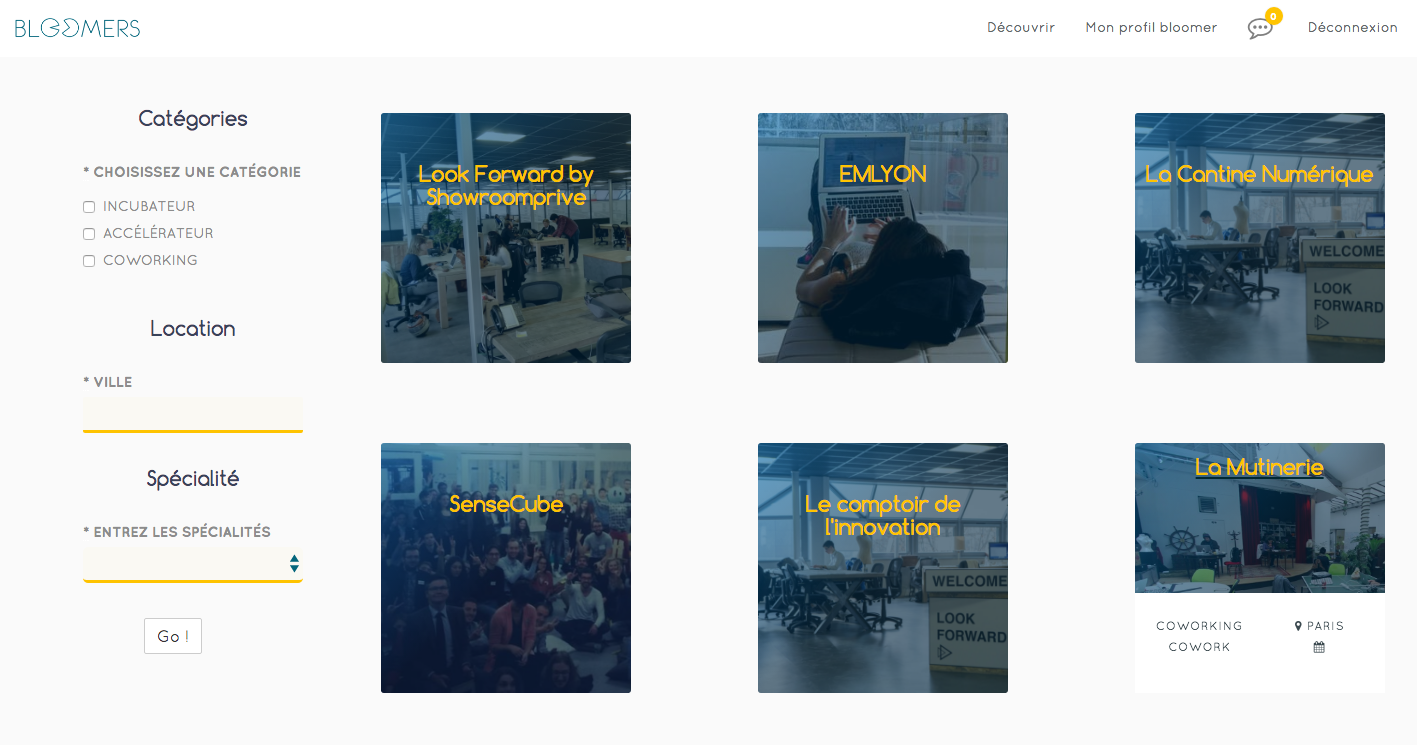 BLOOMERS
Découvrir
Mon profil bloomer
0
Déconnexion
Catégories
* CHOISISSEZ UNE CATÉGORIE
INCUBATEUR
ACCÉLÉRATEUR
COWORKING
Location
* VILLE
Spécialité
* ENTREZ LES SPÉCIALITÉS
Go !
Look Forward by
Showroomprive
EMLYON
La Cantine Numérique
WELCOME
LOOK
FORWARD
SenseCube
Le comptoir de
l'innovation
WELCOME
LOOK
FORWARD
La Mutinerie
COWORKING
COWORK
PARIS